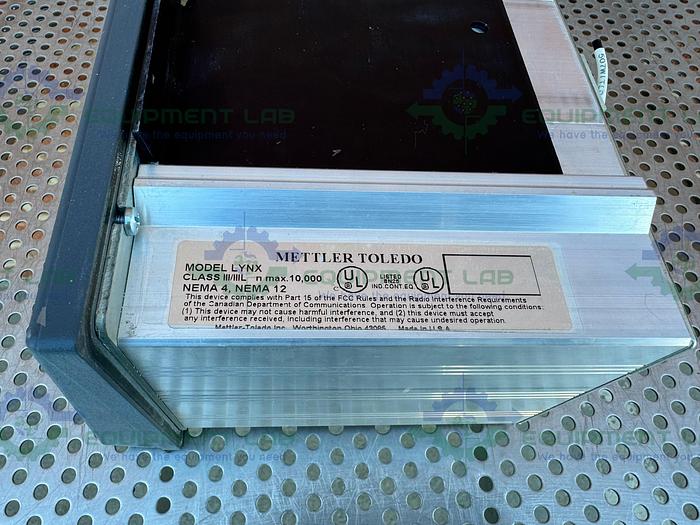 METTLER TOLEDO
MODEL LYNX
CLASS III/IIIL n max.10,000
NEMA 4, NEMA 12
C UL UL
LISTED
IND.CONT.EQ.
This device complies with Part 15 of the FCC Rules and the Radio Interference Requirements
of the Canadian Department of Communications. Operation is subject to the following conditions:
(1) This device may not cause harmful interference, and (2) this device must accept
any interference received, including interference that may cause undesired operation.
Mettler-Toledo Inc. Worthington Ohio 43085 Made in U.S.A.
EQUIPMENT LAB
We have the equipment you need